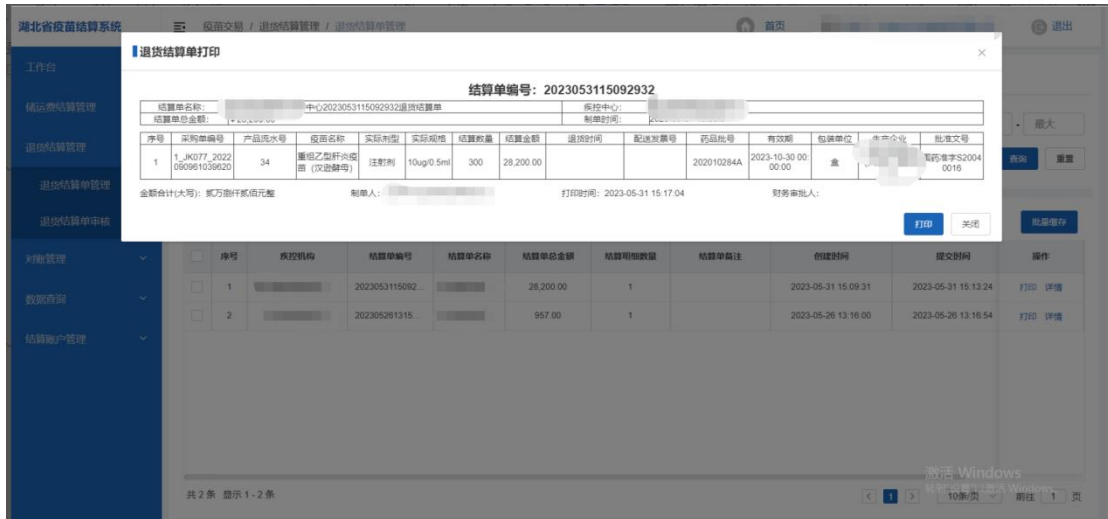 湖北省疫苗结算系统
疫苗交易 / 退货结算管理 / 退货结算单管理
首页
退出
工作台
储运费结算管理
退货结算管理
退货结算单管理
退货结算单审核
对账管理
数据查询
结算账户管理
退货结算单打印
结算单编号：2023053115092932
结算单名称： 中心2023053115092932退货结算单 疾控中心：
结算单总金额： 制单时间：
序号 采购单编号 产品流水号 疫苗名称 实际剂型 实际规格 结算数量 结算金额 退货时间 配送发票号 药品批号 有效期 包装单位 生产企业 批准文号
1 1_JK077_2022090961039620 34 重组乙型肝炎疫苗（汉逊酵母） 注射剂 10ug/0.5ml 300 28,200.00 202010284A 2023-10-30 00:00:00 盒 国药准字S20040016
金额合计(大写)：贰万捌仟贰佰元整 制单人： 打印时间：2023-05-31 15:17:04 财务审批人：
打印 关闭
- 最大
查询 重置
批量缓存
序号 疾控机构 结算单编号 结算单名称 结算单总金额 结算明细数量 结算单备注 创建时间 提交时间 操作
1 2023053115092... 28,200.00 1 2023-05-31 15:09:31 2023-05-31 15:13:24 打印 详情
2 202305261315... 957.00 1 2023-05-26 13:16:00 2023-05-26 13:16:54 打印 详情
激活 Windows
共 2 条 显示 1 - 2 条
1
10条/页
前往 1 页